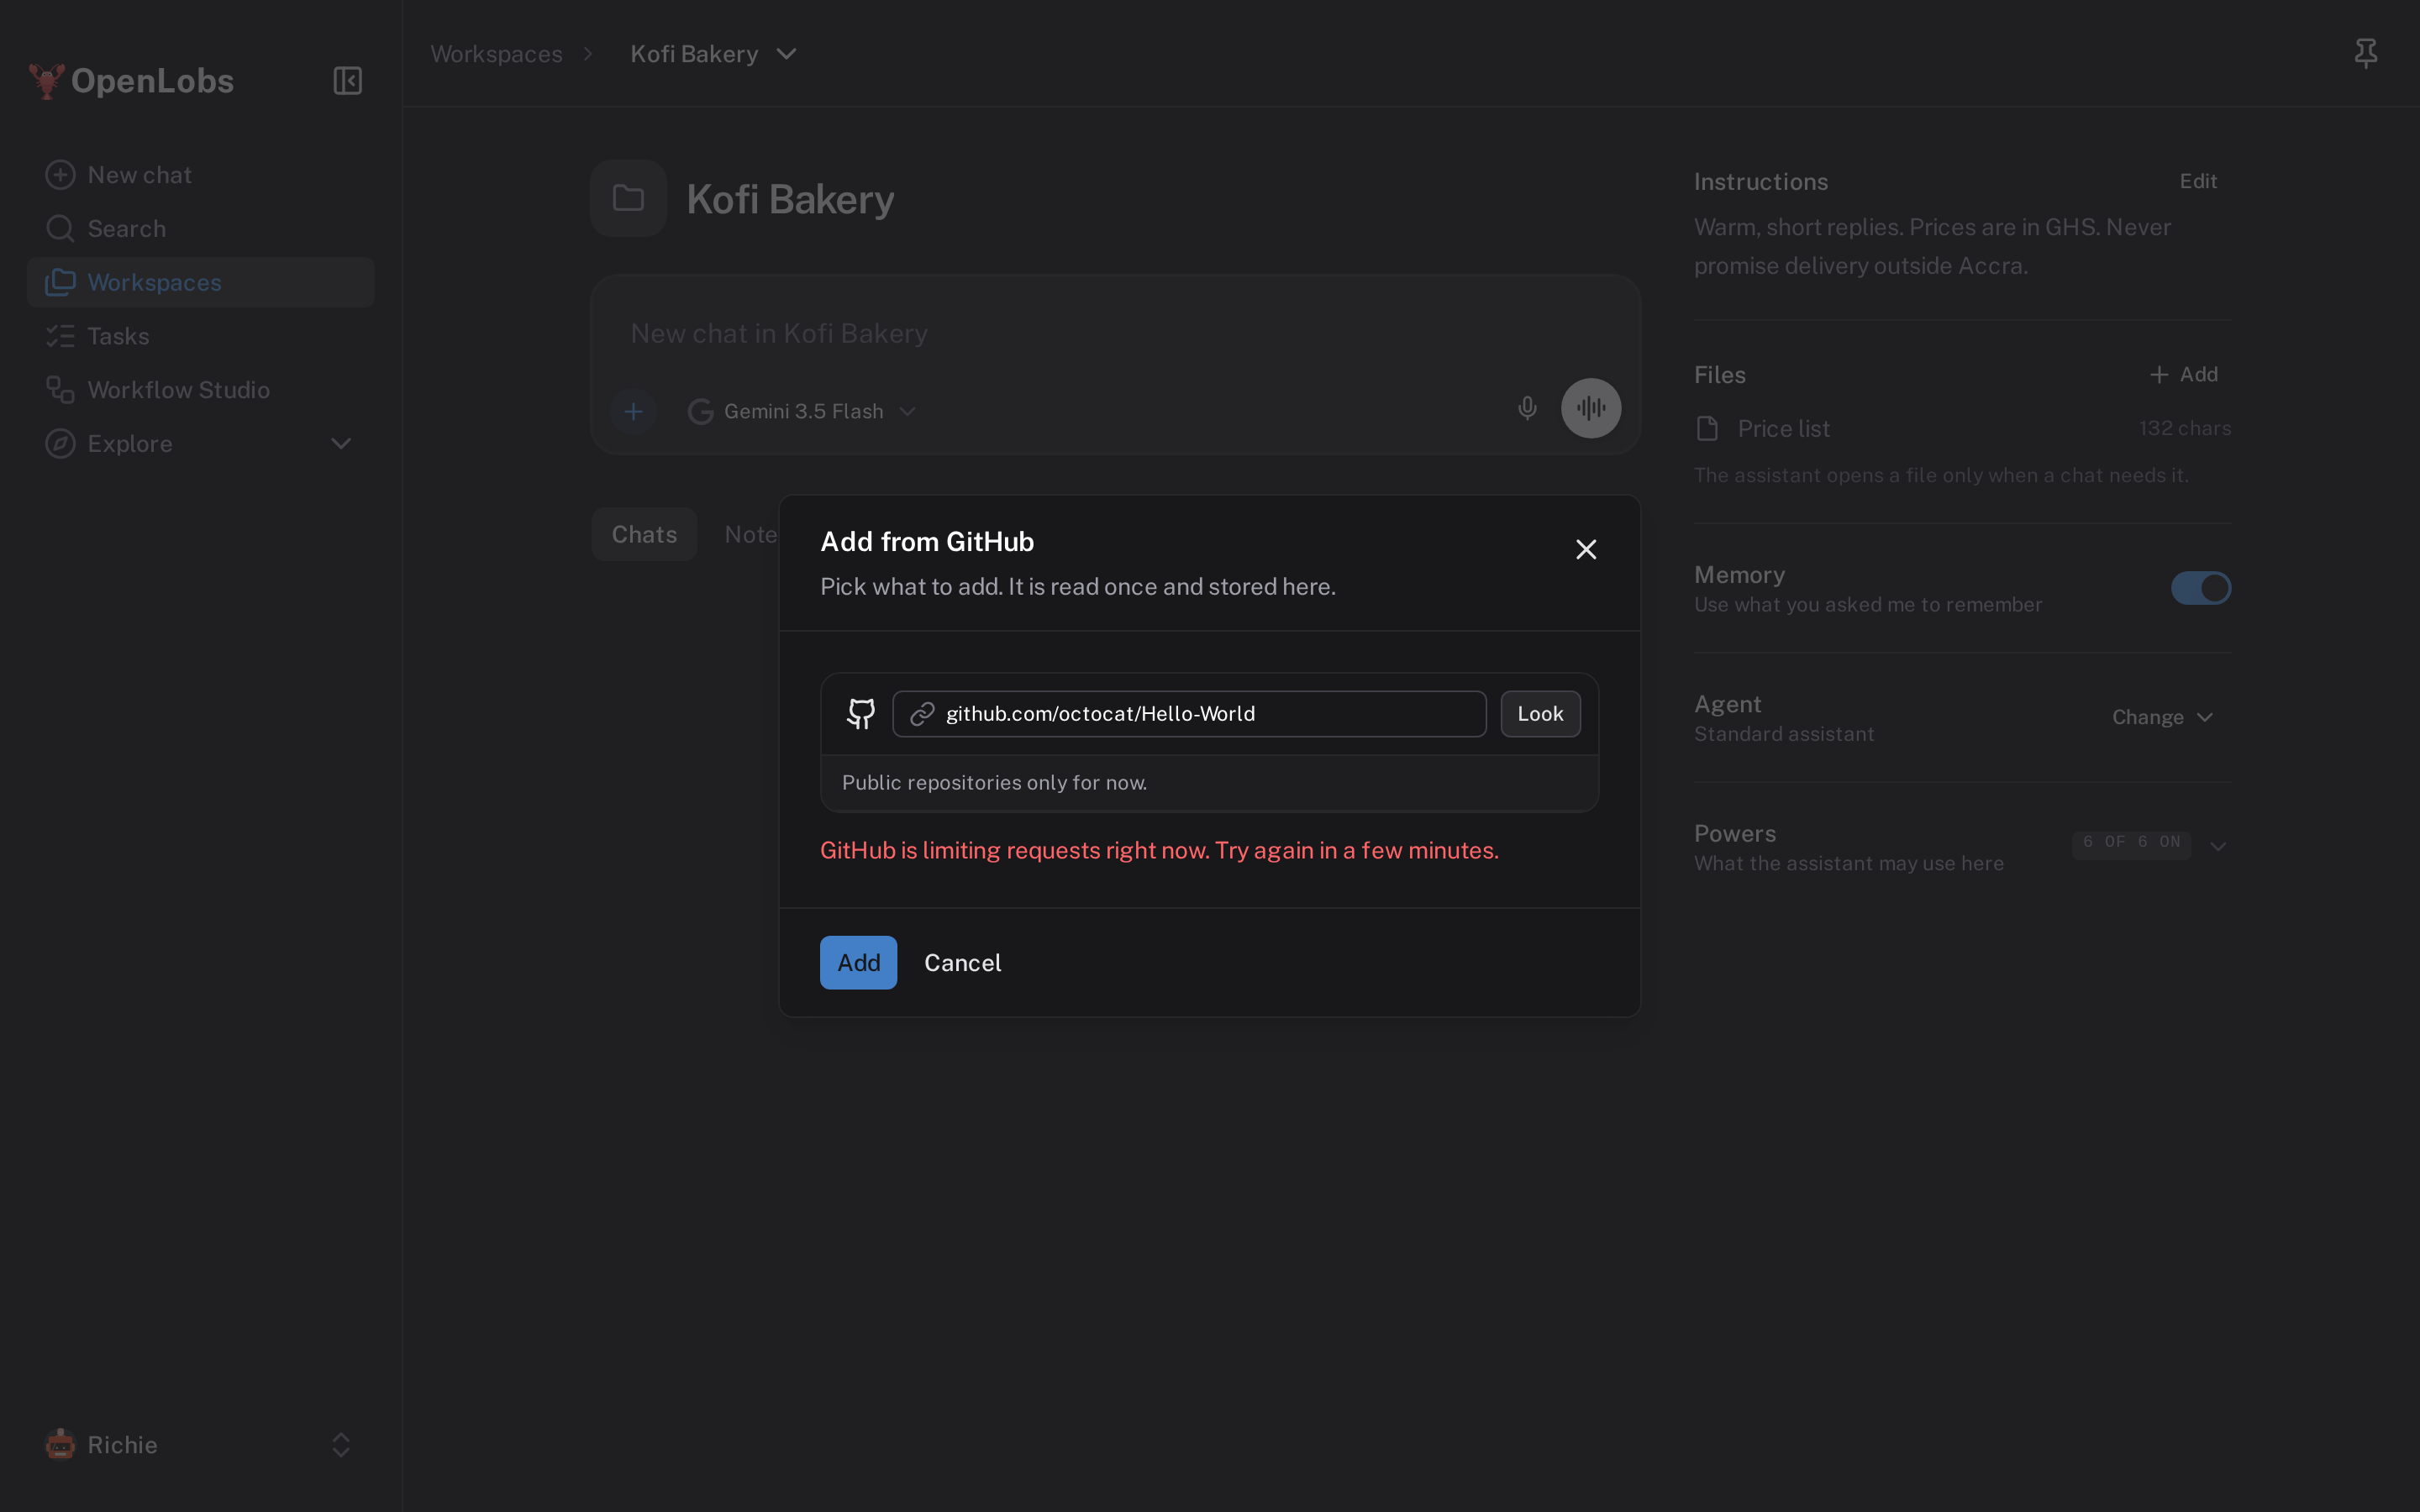 OpenLobs
New chat
Search
Workspaces
Tasks
Workflow Studio
Explore
Richie
Workspaces
Kofi Bakery
Kofi Bakery
New chat in Kofi Bakery
Gemini 3.5 Flash
Chats
Note
Add from GitHub
Pick what to add. It is read once and stored here.
github.com/octocat/Hello-World
Look
Public repositories only for now.
GitHub is limiting requests right now. Try again in a few minutes.
Add
Cancel
Instructions
Edit
Warm, short replies. Prices are in GHS. Never
promise delivery outside Accra.
Files
Add
Price list
132 chars
The assistant opens a file only when a chat needs it.
Memory
Use what you asked me to remember
Agent
Standard assistant
Change
Powers
What the assistant may use here
6 OF 6 ON